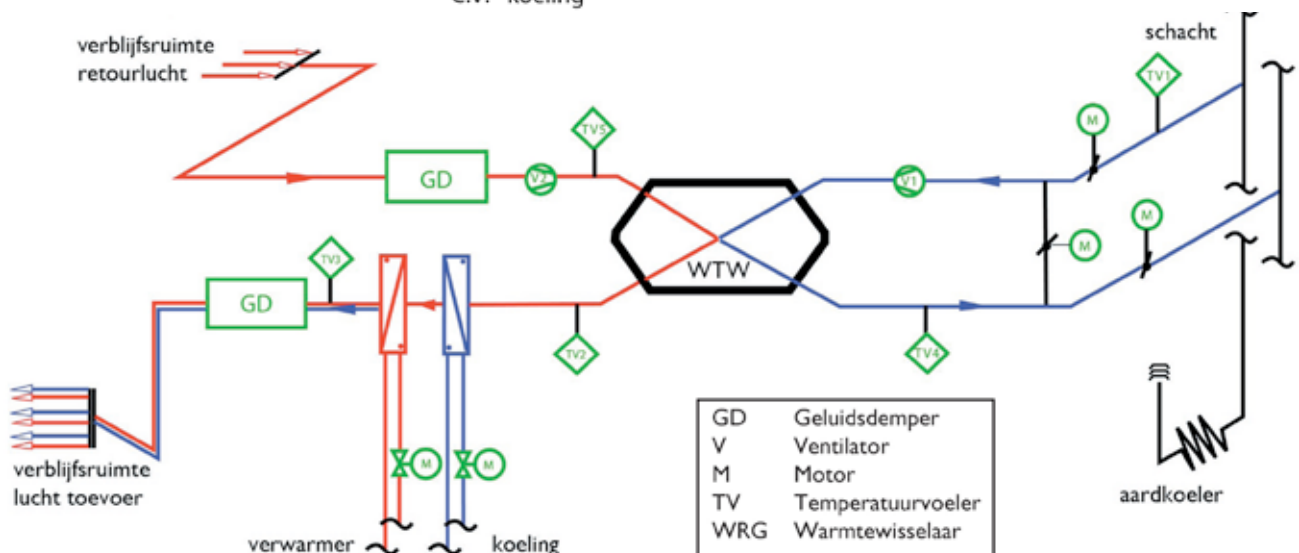 c.v. koeling
verblijfsruimte
retourlucht
schacht
TV1
M
TV5
GD
V2
V1
M
M
WTW
TV3
GD
TV2
TV4
verblijfsruimte
lucht toevoer
M
M
verwarmer
koeling
aardkoeler
GD Geluidsdemper
V Ventilator
M Motor
TV Temperatuurvoeler
WRG Warmtewisselaar